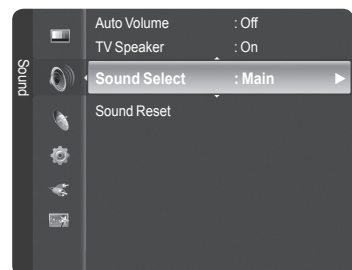 Sound
Auto Volume : Off
TV Speaker : On
Sound Select : Main
Sound Reset